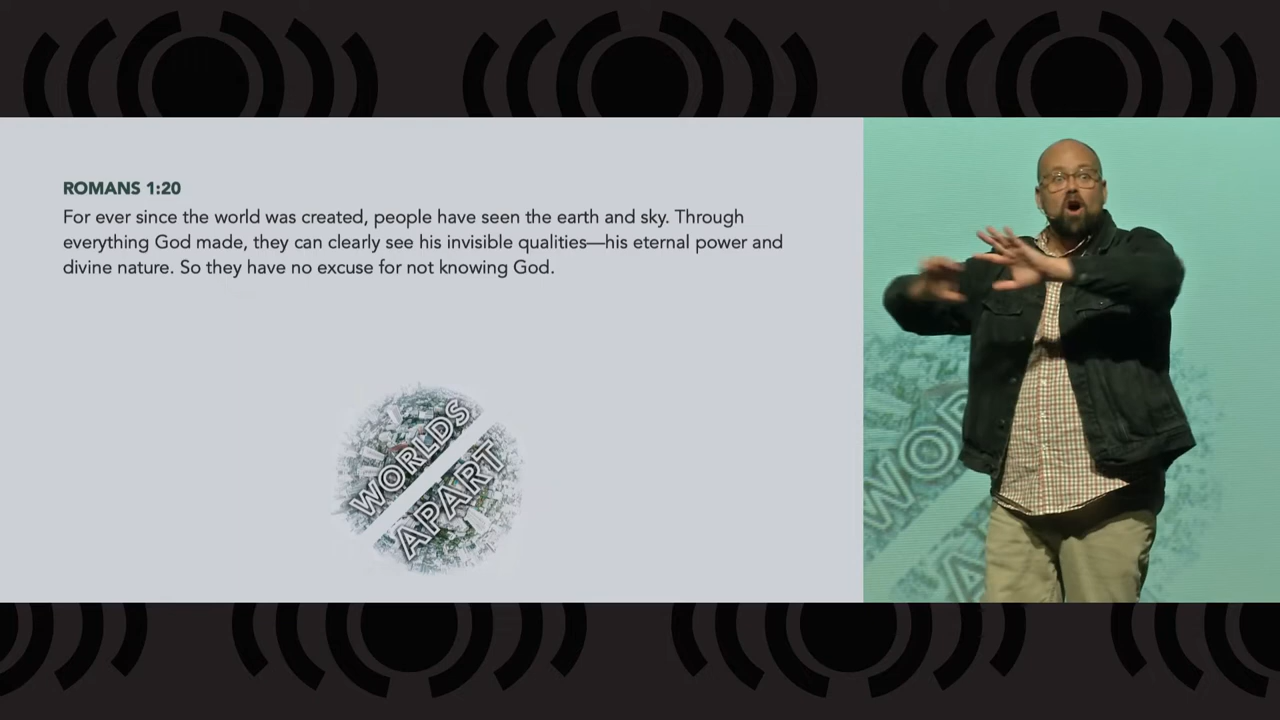 ROMANS 1:20
For ever since the world was created, people have seen the earth and sky. Through
everything God made, they can clearly see his invisible qualities—his eternal power and
divine nature. So they have no excuse for not knowing God.
WORLDS
APART
WOR
A